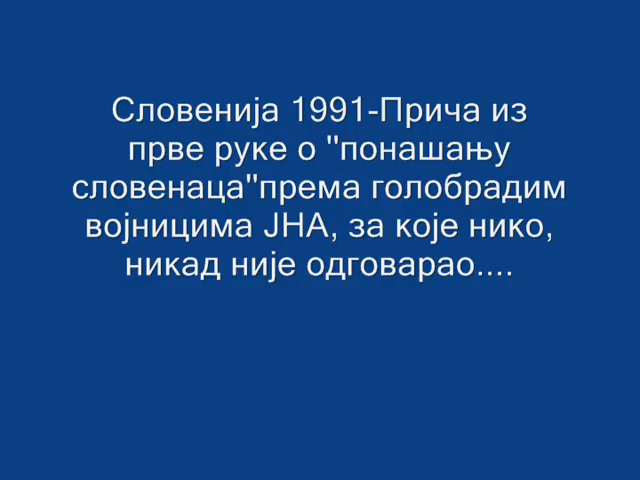 Словенија 1991-Прича из
прве руке о "понашању
словенаца"према голобрадим
војницима ЈНА, за које нико,
никад није одговарао....